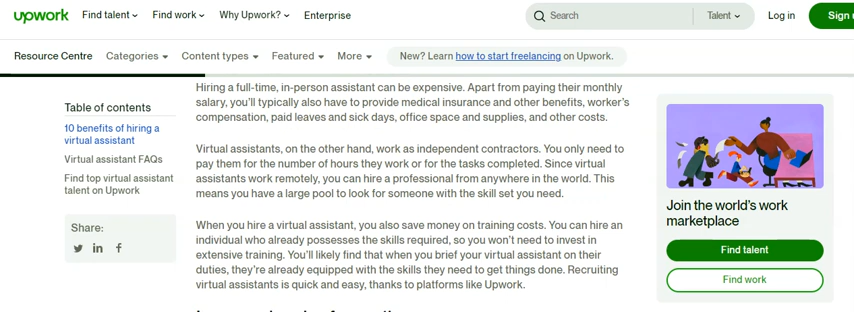 upwork Find talent Find work Why Upwork? Enterprise Search Talent Log in Sign
Resource Centre Categories Content types Featured More New? Learn how to start freelancing on Upwork.
Table of contents
10 benefits of hiring a
virtual assistant
Virtual assistant FAQs
Find top virtual assistant
talent on Upwork
Share:
Hiring a full-time, in-person assistant can be expensive. Apart from paying their monthly
salary, you'll typically also have to provide medical insurance and other benefits, worker's
compensation, paid leaves and sick days, office space and supplies, and other costs.
Virtual assistants, on the other hand, work as independent contractors. You only need to
pay them for the number of hours they work or for the tasks completed. Since virtual
assistants work remotely, you can hire a professional from anywhere in the world. This
means you have a large pool to look for someone with the skill set you need.
When you hire a virtual assistant, you also save money on training costs. You can hire an
individual who already possesses the skills required, so you won't need to invest in
extensive training. You'll likely find that when you brief your virtual assistant on their
duties, they're already equipped with the skills they need to get things done. Recruiting
virtual assistants is quick and easy, thanks to platforms like Upwork.
Join the world's work
marketplace
Find talent
Find work